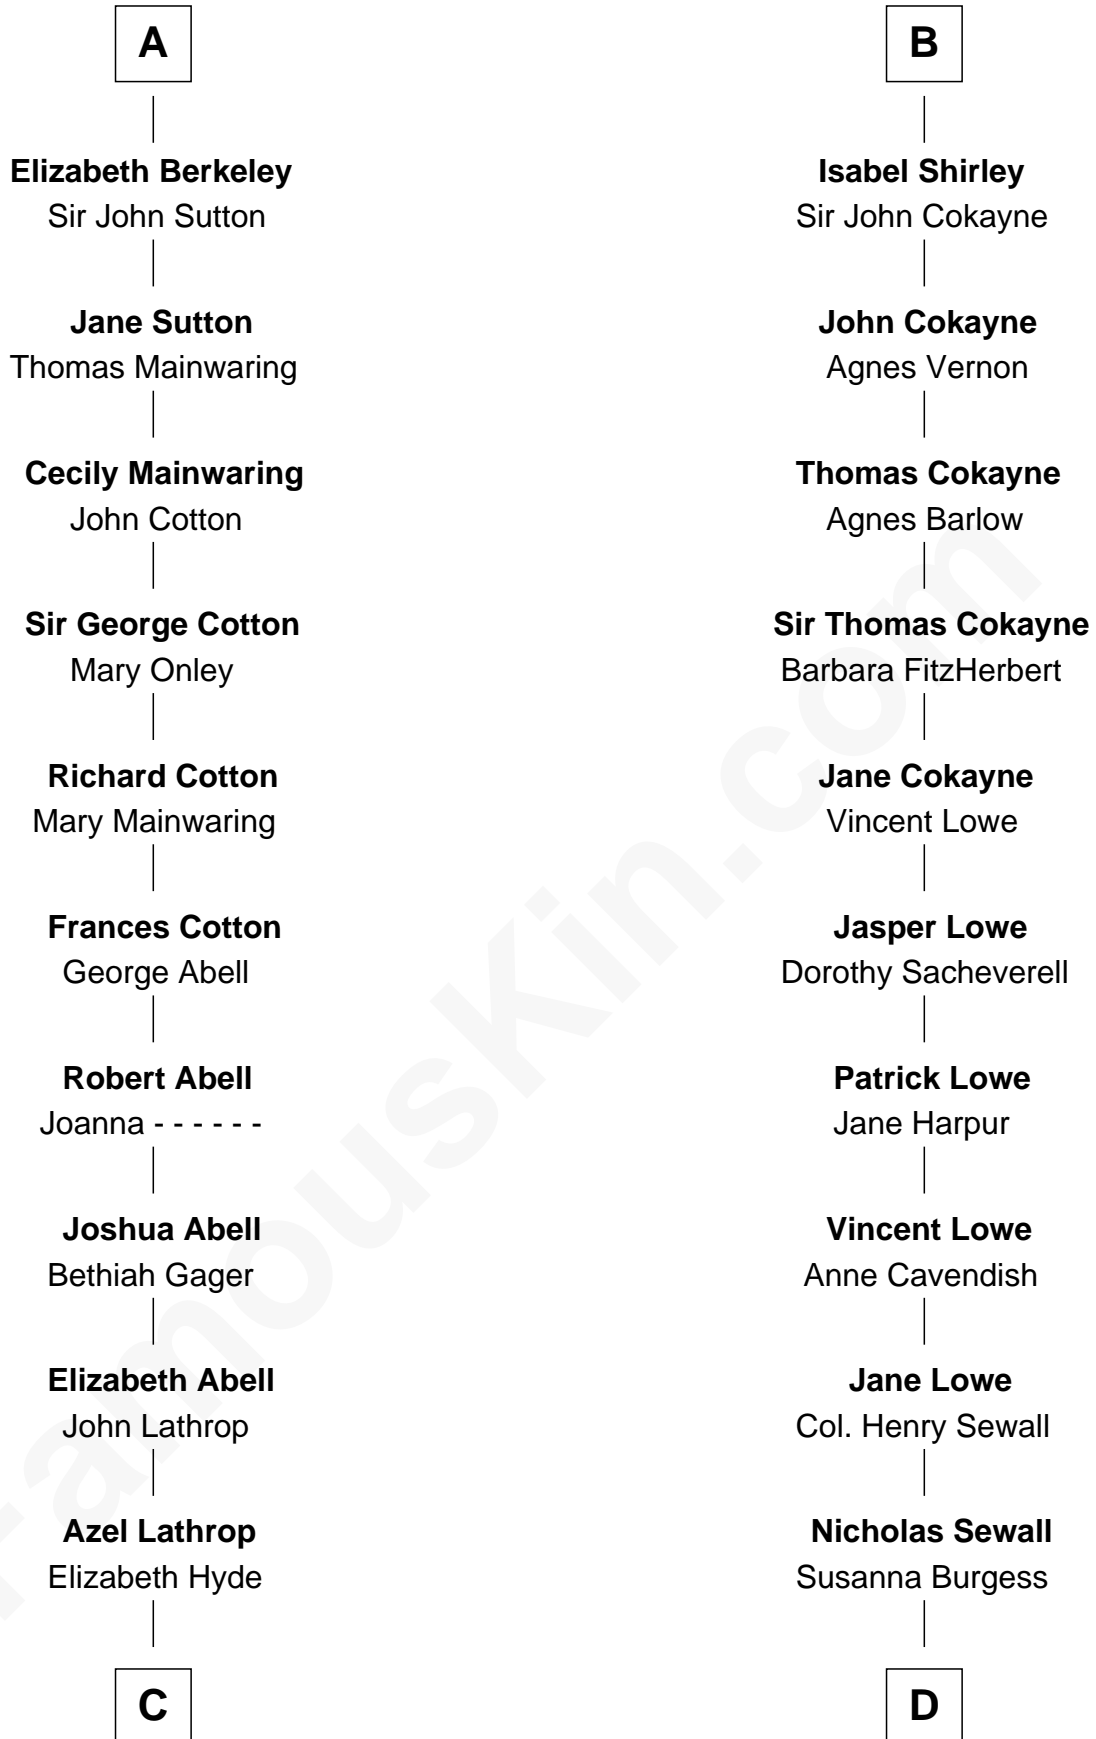 A
Elizabeth Berkeley
Sir John Sutton
Jane Sutton
Thomas Mainwaring
Cecily Mainwaring
John Cotton
Sir George Cotton
Mary Onley
Richard Cotton
Mary Mainwaring
Frances Cotton
George Abell
Robert Abell
Joanna - - - - - -
Joshua Abell
Bethiah Gager
Elizabeth Abell
John Lathrop
Azel Lathrop
Elizabeth Hyde
C
B
Isabel Shirley
Sir John Cokayne
John Cokayne
Agnes Vernon
Thomas Cokayne
Agnes Barlow
Sir Thomas Cokayne
Barbara FitzHerbert
Jane Cokayne
Vincent Lowe
Jasper Lowe
Dorothy Sacheverell
Patrick Lowe
Jane Harpur
Vincent Lowe
Anne Cavendish
Jane Lowe
Col. Henry Sewall
Nicholas Sewall
Susanna Burgess
D
FamousKin.com